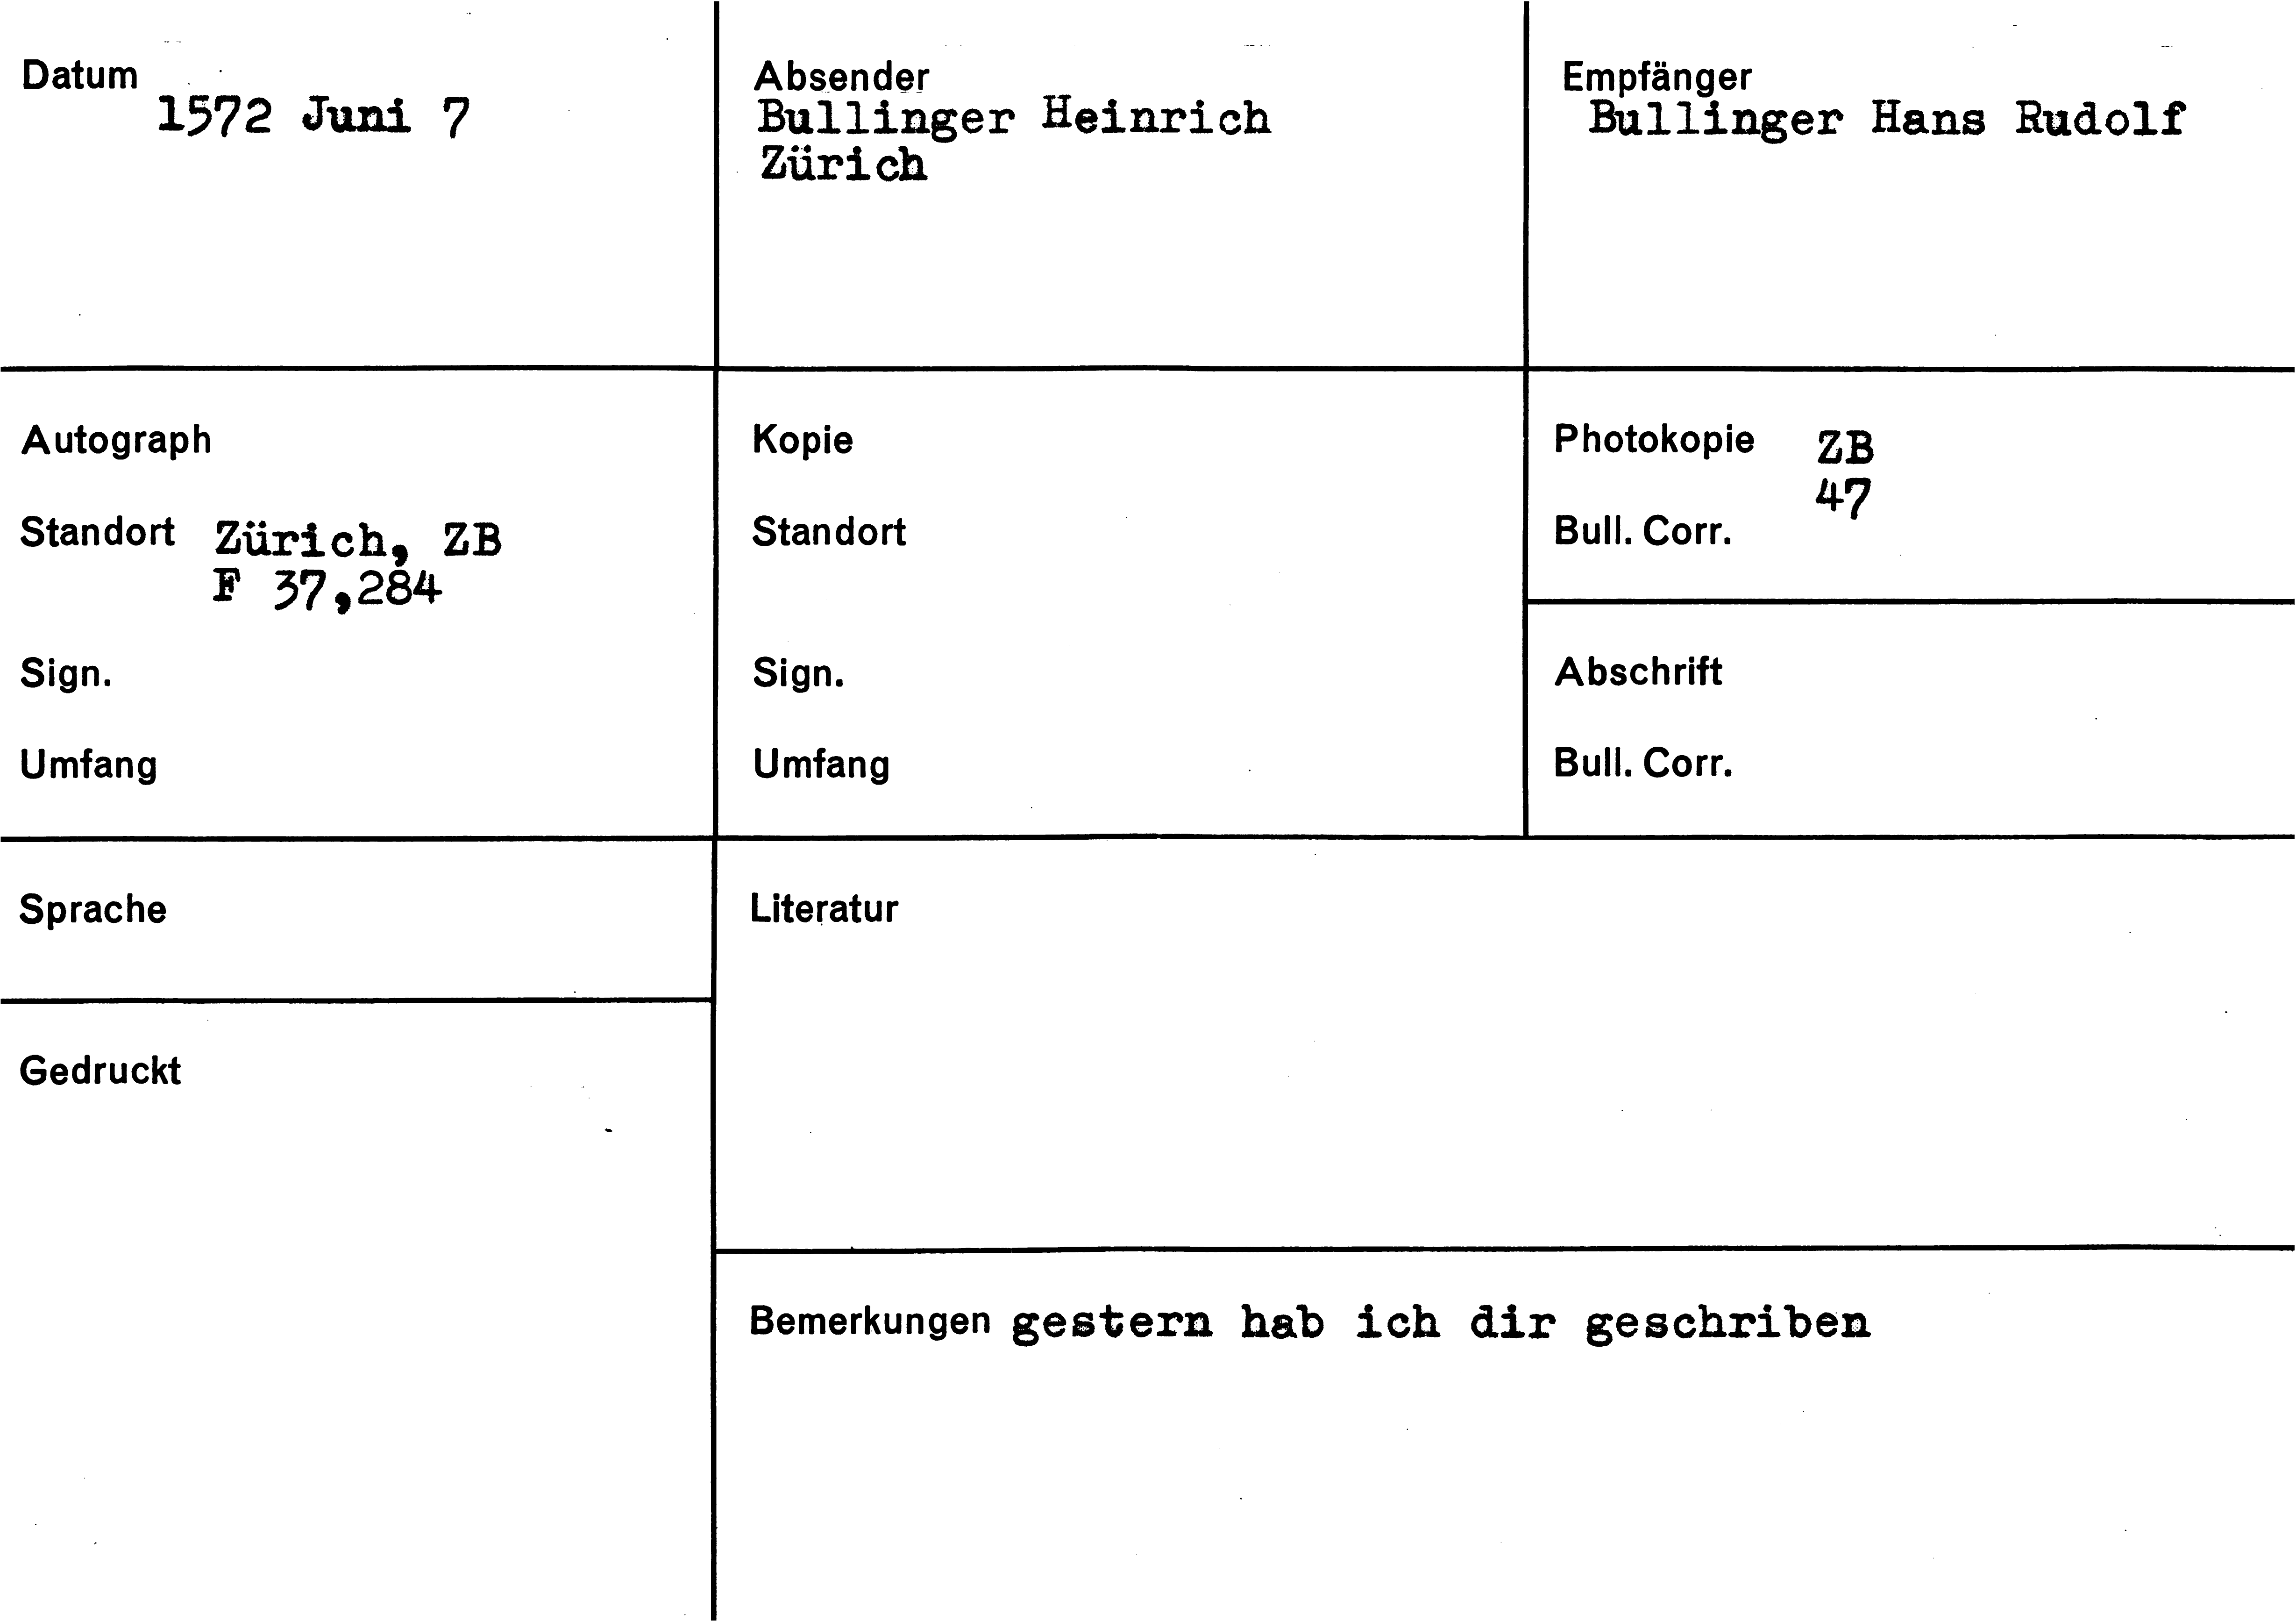 Datum
1572 Juni 7
Absender
Bullinger Heinrich
Zürich
Empfänger
Bullinger Hans Rudolf
Autograph
Standort Zürich, ZB
F 37,284
Sign.
Umfang
Kopie
Standort
Sign.
Umfang
Photokopie ZB
47
Bull. Corr.
Abschrift
Bull. Corr.
Sprache
Literatur
Gedruckt
Bemerkungen gestern hab ich dir geschriben